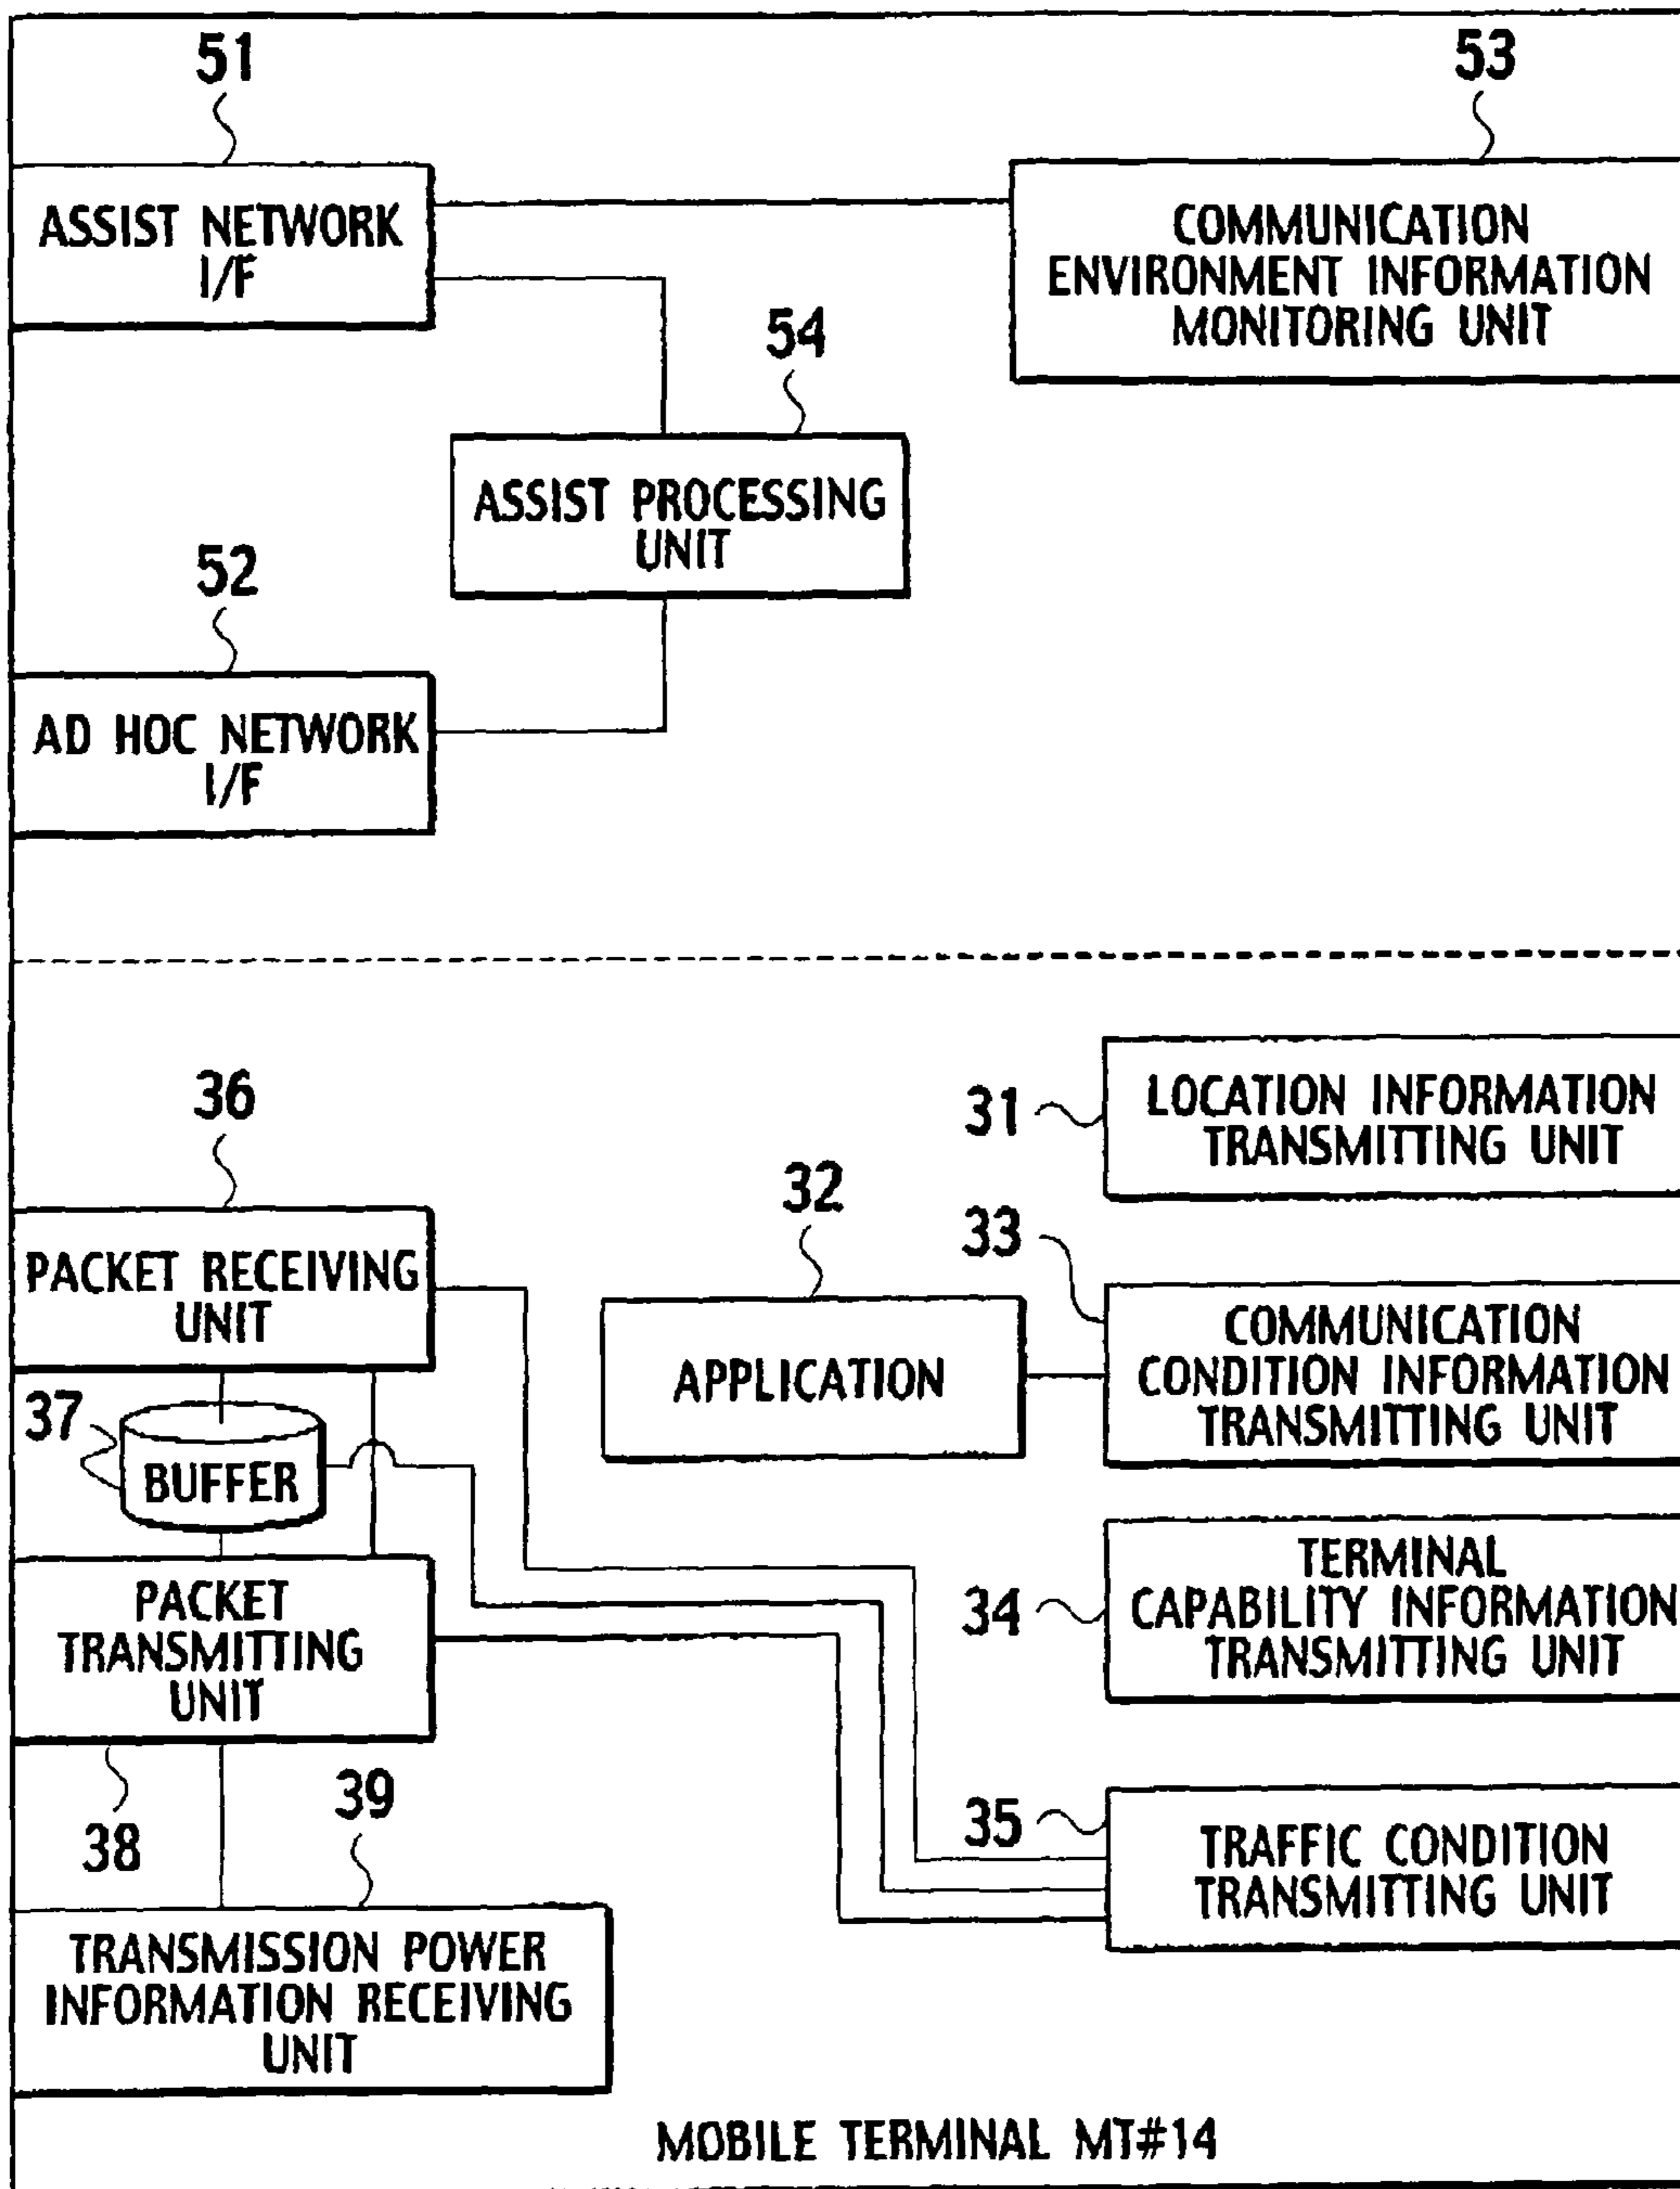 51
53
ASSIST NETWORK
I/F
COMMUNICATION
ENVIRONMENT INFORMATION
MONITORING UNIT
54
ASSIST PROCESSING
UNIT
52
AD HOC NETWORK
I/F
31
LOCATION INFORMATION
TRANSMITTING UNIT
36
32
33
PACKET RECEIVING
UNIT
APPLICATION
COMMUNICATION
CONDITION INFORMATION
TRANSMITTING UNIT
37
BUFFER
34
TERMINAL
CAPABILITY INFORMATION
TRANSMITTING UNIT
PACKET
TRANSMITTING
UNIT
38
39
35
TRAFFIC CONDITION
TRANSMITTING UNIT
TRANSMISSION POWER
INFORMATION RECEIVING
UNIT
MOBILE TERMINAL MT#14